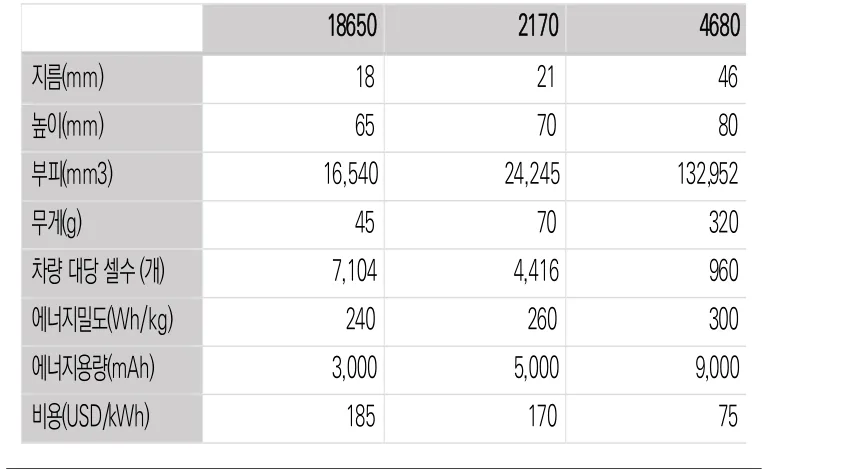 18650 2170 4680
지름(mm) 18 21 46
높이(mm) 65 70 80
부피(mm3) 16,540 24,245 132,952
무게(g) 45 70 320
차량 대당 셀수 (개) 7,104 4,416 960
에너지밀도(Wh/kg) 240 260 300
에너지용량(mAh) 3,000 5,000 9,000
비용(USD/kWh) 185 170 75